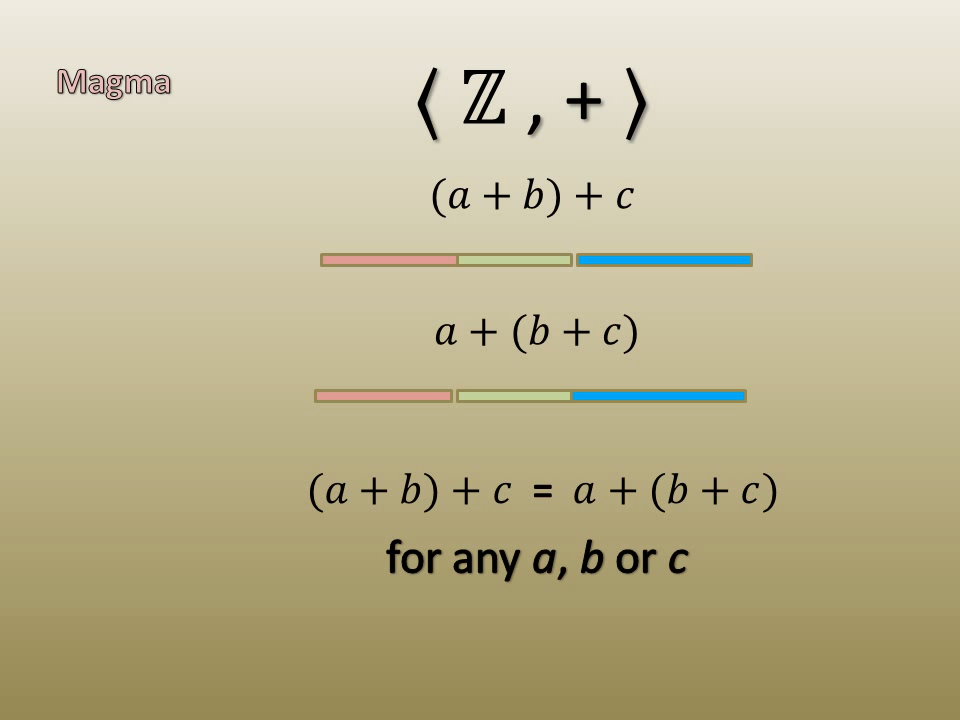 Magma
⟨ ℤ , + ⟩
(a + b) + c
a + (b + c)
(a + b) + c = a + (b + c)
for any a, b or c